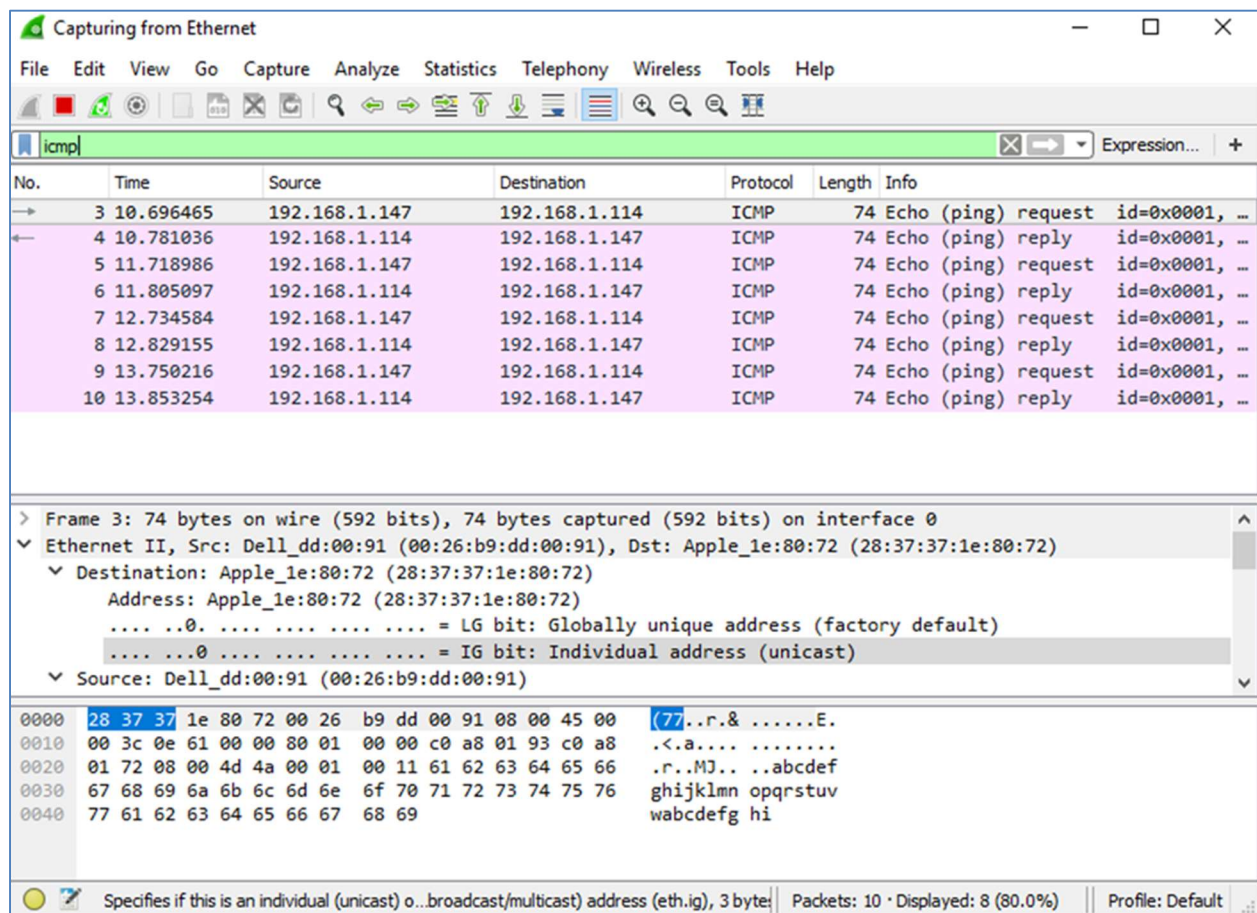 Capturing from Ethernet
File Edit View Go Capture Analyze Statistics Telephony Wireless Tools Help
icmp Expression... +
No. Time Source Destination Protocol Length Info
3 10.696465 192.168.1.147 192.168.1.114 ICMP 74 Echo (ping) request id=0x0001, …
4 10.781036 192.168.1.114 192.168.1.147 ICMP 74 Echo (ping) reply id=0x0001, …
5 11.718986 192.168.1.147 192.168.1.114 ICMP 74 Echo (ping) request id=0x0001, …
6 11.805097 192.168.1.114 192.168.1.147 ICMP 74 Echo (ping) reply id=0x0001, …
7 12.734584 192.168.1.147 192.168.1.114 ICMP 74 Echo (ping) request id=0x0001, …
8 12.829155 192.168.1.114 192.168.1.147 ICMP 74 Echo (ping) reply id=0x0001, …
9 13.750216 192.168.1.147 192.168.1.114 ICMP 74 Echo (ping) request id=0x0001, …
10 13.853254 192.168.1.114 192.168.1.147 ICMP 74 Echo (ping) reply id=0x0001, …
Frame 3: 74 bytes on wire (592 bits), 74 bytes captured (592 bits) on interface 0
Ethernet II, Src: Dell_dd:00:91 (00:26:b9:dd:00:91), Dst: Apple_1e:80:72 (28:37:37:1e:80:72)
Destination: Apple_1e:80:72 (28:37:37:1e:80:72)
Address: Apple_1e:80:72 (28:37:37:1e:80:72)
.... ..0. .... .... .... .... = LG bit: Globally unique address (factory default)
.... ...0 .... .... .... .... = IG bit: Individual address (unicast)
Source: Dell_dd:00:91 (00:26:b9:dd:00:91)
0000 28 37 37 1e 80 72 00 26 b9 dd 00 91 08 00 45 00 (77..r.& ......E.
0010 00 3c 0e 61 00 00 80 01 00 00 c0 a8 01 93 c0 a8 .<.a.... ........
0020 01 72 08 00 4d 4a 00 01 00 11 61 62 63 64 65 66 .r..MJ.. ..abcdef
0030 67 68 69 6a 6b 6c 6d 6e 6f 70 71 72 73 74 75 76 ghijklmn opqrstuv
0040 77 61 62 63 64 65 66 67 68 69 wabcdefg hi
Specifies if this is an individual (unicast) o...broadcast/multicast) address (eth.ig), 3 bytes Packets: 10 · Displayed: 8 (80.0%) Profile: Default